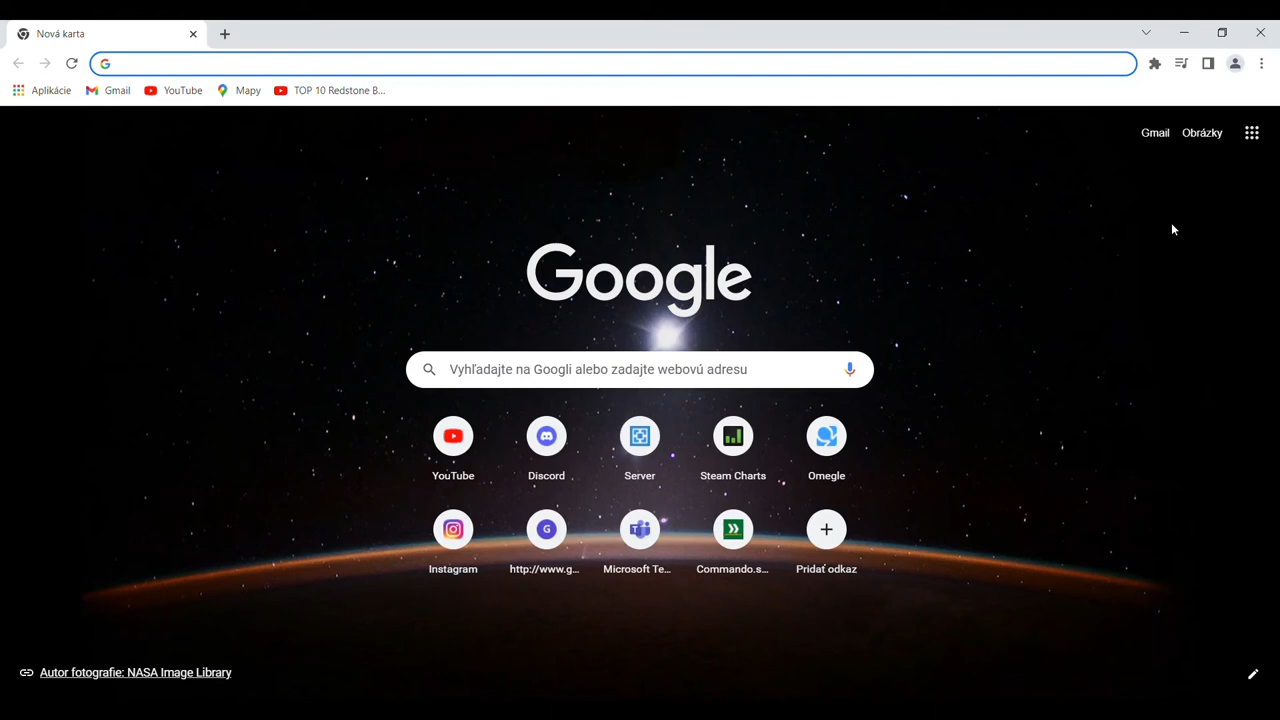 Nová karta
Aplikácie Gmail YouTube Mapy TOP 10 Redstone B...
Gmail Obrázky
Google
Vyhľadajte na Googli alebo zadajte webovú adresu
YouTube Discord Server Steam Charts Omegle
G
Instagram http://www.g... Microsoft Te... Commando.s... Pridať odkaz
Autor fotografie: NASA Image Library